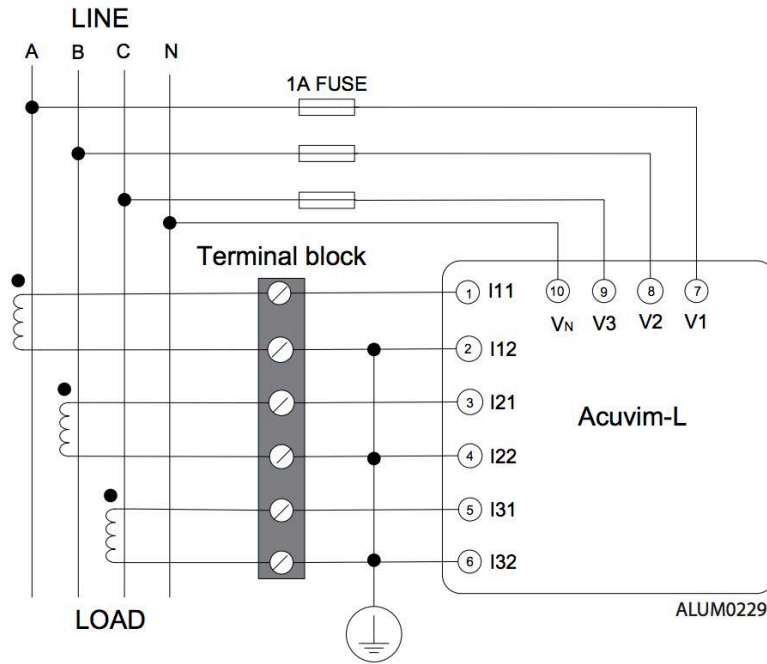 LINE
A B C N
1A FUSE
Terminal block
1 I11
10 9 8 7
VN V3 V2 V1
2 I12
3 I21
Acuvim-L
4 I22
5 I31
6 I32
LOAD
ALUM0229